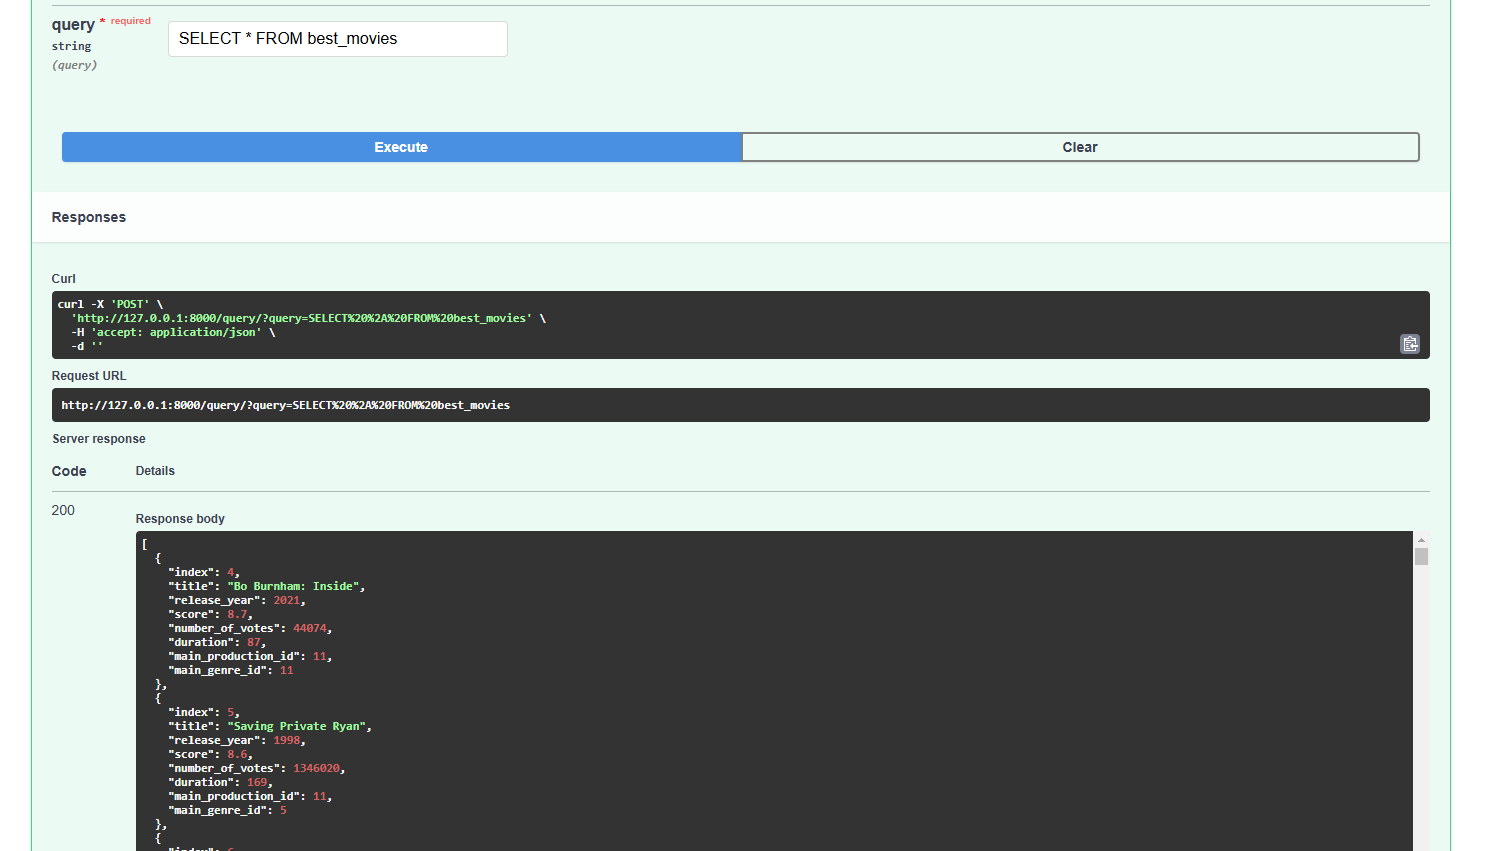 query * required
string
(query)
SELECT * FROM best_movies
Execute
Clear
Responses
Curl
curl -X 'POST' \
  'http://127.0.0.1:8000/query/?query=SELECT%20%2A%20FROM%20best_movies' \
  -H 'accept: application/json' \
  -d ''
Request URL
http://127.0.0.1:8000/query/?query=SELECT%20%2A%20FROM%20best_movies
Server response
Code Details
200
Response body
[
  {
    "index": 4,
    "title": "Bo Burnham: Inside",
    "release_year": 2021,
    "score": 8.7,
    "number_of_votes": 44074,
    "duration": 87,
    "main_production_id": 11,
    "main_genre_id": 11
  },
  {
    "index": 5,
    "title": "Saving Private Ryan",
    "release_year": 1998,
    "score": 8.6,
    "number_of_votes": 1346020,
    "duration": 169,
    "main_production_id": 11,
    "main_genre_id": 5
  },
  {